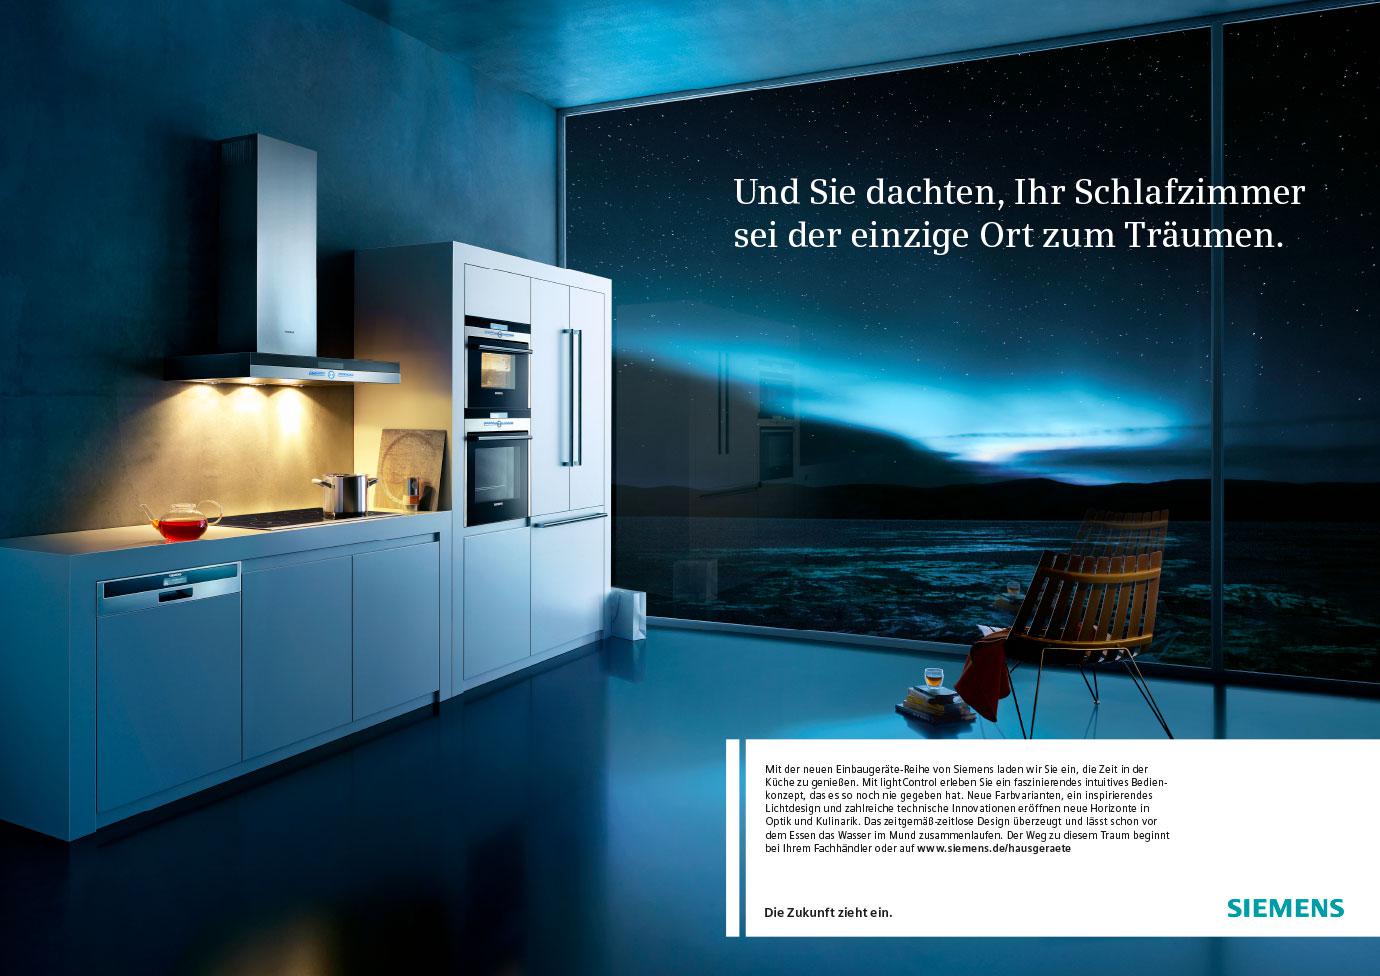 Und Sie dachten, Ihr Schlafzimmer
sei der einzige Ort zum Träumen.
Mit der neuen Einbaugeräte-Reihe von Siemens laden wir Sie ein, die Zeit in der
Küche zu genießen. Mit lightControl erleben Sie ein faszinierendes intuitives Bedien-
konzept, das es so noch nie gegeben hat. Neue Farbvarianten, ein inspirierendes
Lichtdesign und zahlreiche technische Innovationen eröffnen neue Horizonte in
Optik und Kulinarik. Das zeitgemäß-zeitlose Design überzeugt und lässt schon vor
dem Essen das Wasser im Mund zusammenlaufen. Der Weg zu diesem Traum beginnt
bei Ihrem Fachhändler oder auf www.siemens.de/hausgeraete
Die Zukunft zieht ein.
SIEMENS